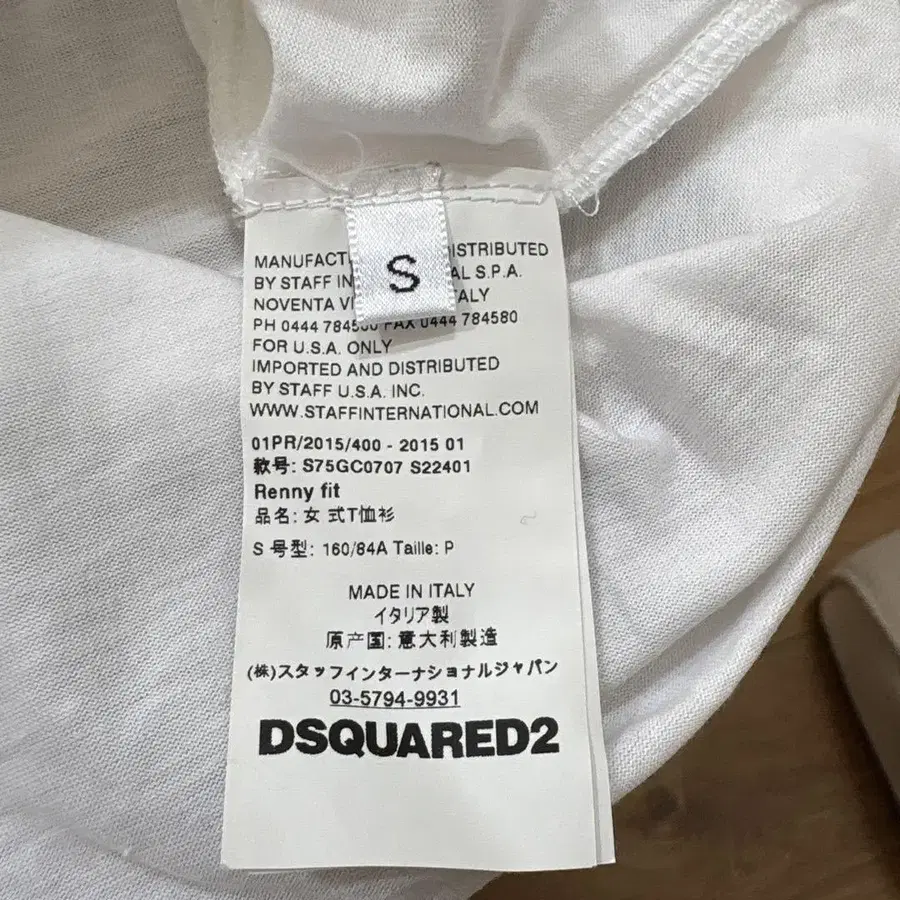 S
MANUFACT ISTRIBUTED
BY STAFF IN AL S.P.A.
NOVENTA VI TALY
PH 0444 784500 FAX 0444 784580
FOR U.S.A. ONLY
IMPORTED AND DISTRIBUTED
BY STAFF U.S.A. INC.
WWW.STAFFINTERNATIONAL.COM
01PR/2015/400 - 2015 01
款号: S75GC0707 S22401
Renny fit
品名: 女 式T恤衫
S 号型: 160/84A Taille: P
MADE IN ITALY
イタリア製
原产国: 意大利製造
(株)スタッフインターナショナルジャパン
03-5794-9931
DSQUARED2